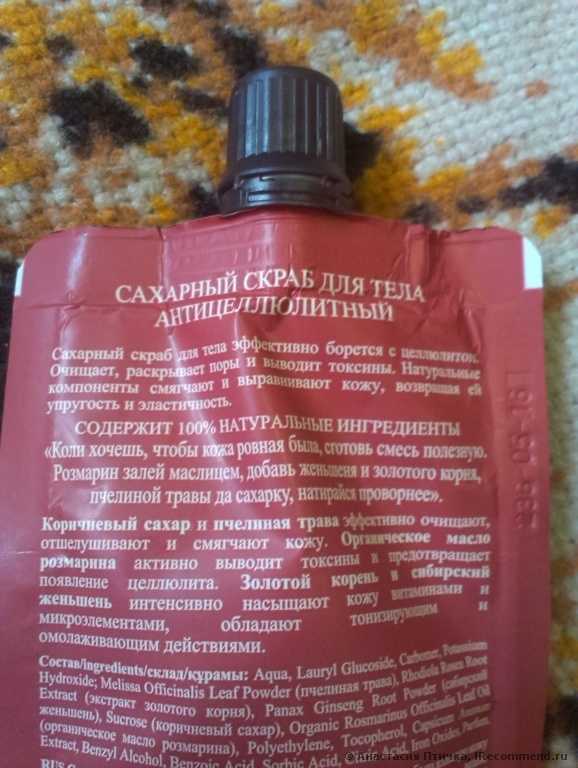 САХАРНЫЙ СКРАБ ДЛЯ ТЕЛА
АНТИЦЕЛЛЮЛИТНЫЙ
Сахарный скраб для тела эффективно борется с целлюлитом.
Очищает, раскрывает поры и выводит токсины. Натуральные
компоненты смягчают и выравнивают кожу, возвращая ей
упругость и эластичность.
СОДЕРЖИТ 100% НАТУРАЛЬНЫЕ ИНГРЕДИЕНТЫ
«Коли хочешь, чтобы кожа ровная была, сготовь смесь полезную.
Розмарин залей маслицем, добавь женьшеня и золотого корня,
пчелиной травы да сахарку, натирайся проворнее».
Коричневый сахар и пчелиная трава эффективно очищают,
отшелушивают и смягчают кожу. Органическое масло
розмарина активно выводит токсины и предотвращает
появление целлюлита. Золотой корень и сибирский
женьшень интенсивно насыщают кожу витаминами и
микроэлементами, обладают тонизирующим и
омолаживающим действиями.
Состав/ingredients/склад/құрамы: Aqua, Lauryl Glucoside, Carbomer, Potassium
Hydroxide; Melissa Officinalis Leaf Powder (пчелиная трава), Rhodiola Rosea Root
Extract (экстракт золотого корня), Panax Ginseng Root Powder (сибирский
женьшень), Sucrose (коричневый сахар), Organic Rosmarinus Officinalis Leaf Oil
(органическое масло розмарина), Polyethylene, Tocopherol, Capsicum Annuum
Extract, Benzyl Alcohol, Benzoic Acid, Sorbic Acid, Acid, Iron Oxides, Parfum.
© Анастасия Птичка, IRecommend.ru